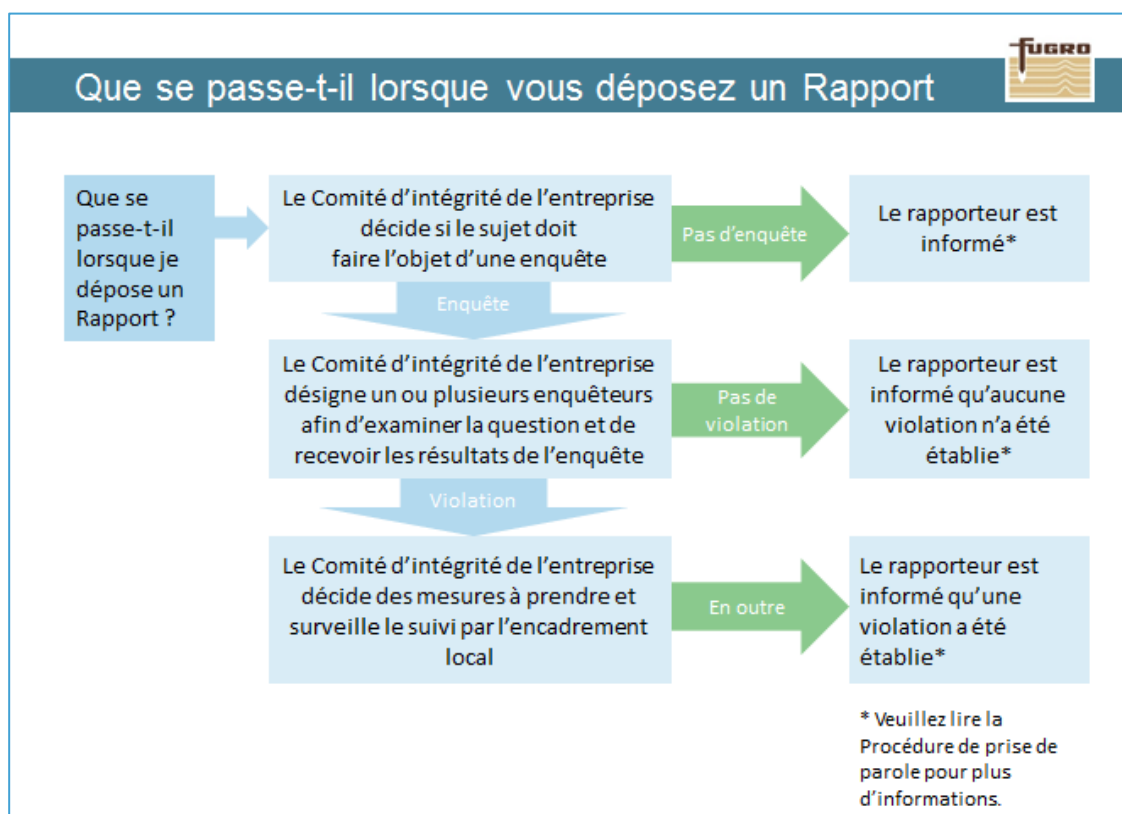 FUGRO
Que se passe-t-il lorsque vous déposez un Rapport
Que se
passe-t-il
lorsque je
dépose un
Rapport ?
Le Comité d'intégrité de l'entreprise
décide si le sujet doit
faire l'objet d'une enquête
Pas d'enquête
Le rapporteur est
informé*
Enquête
Le Comité d'intégrité de l'entreprise
désigne un ou plusieurs enquêteurs
afin d'examiner la question et de
recevoir les résultats de l'enquête
Pas de
violation
Le rapporteur est
informé qu'aucune
violation n'a été
établie*
Violation
Le Comité d'intégrité de l'entreprise
décide des mesures à prendre et
surveille le suivi par l'encadrement
local
En outre
Le rapporteur est
informé qu'une
violation a été
établie*
* Veuillez lire la
Procédure de prise de
parole pour plus
d'informations.